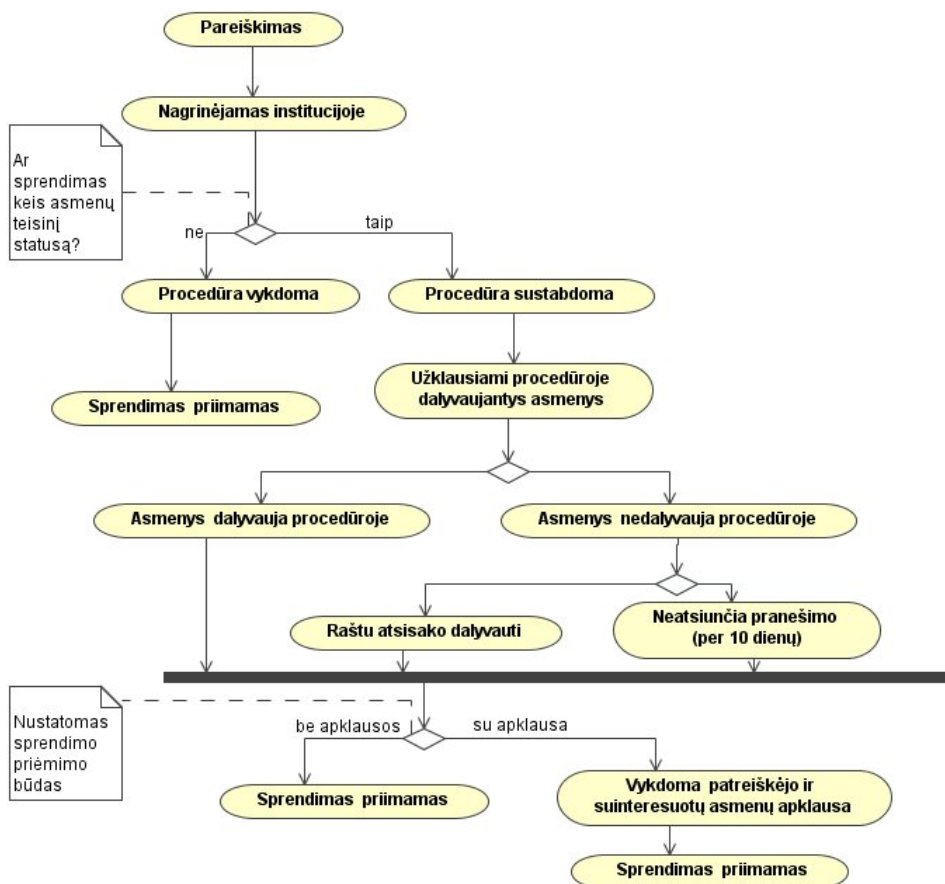 Pareiškimas
Nagrinėjamas institucijoje
Ar
sprendimas
keis asmenų
teisinį
statusą?
ne
taip
Procedūra vykdoma
Procedūra sustabdoma
Sprendimas priimamas
Užklausiami procedūroje
dalyvaujantys asmenys
Asmenys dalyvauja procedūroje
Asmenys nedalyvauja procedūroje
Raštu atsisako dalyvauti
Neatsiunčia pranešimo
(per 10 dienų)
Nustatomas
sprendimo
priėmimo
būdas
be apklausos
su apklausa
Sprendimas priimamas
Vykdoma patreiškėjo ir
suinteresuotų asmenų apklausa
Sprendimas priimamas